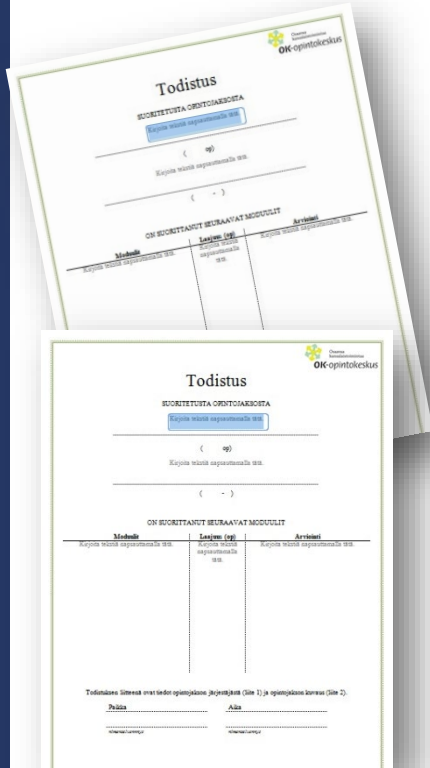 OK-opintokeskus
Todistus
SUORITETUSTA OPINTOJAKSOSTA
Kirjoita tekstiä napsauttamalla tätä.
( op)
Kirjoita tekstiä napsauttamalla tätä.
( - )
ON SUORITTANUT SEURAAVAT MODUULIT
Moduulit Laajuus (op) Arviointi
Kirjoita tekstiä napsauttamalla tätä. Kirjoita tekstiä Kirjoita tekstiä napsauttamalla tätä.
napsauttamalla
tätä.
OK-opintokeskus
Todistus
SUORITETUSTA OPINTOJAKSOSTA
Kirjoita tekstiä napsauttamalla tätä.
( op)
Kirjoita tekstiä napsauttamalla tätä.
( - )
ON SUORITTANUT SEURAAVAT MODUULIT
Moduulit Laajuus (op) Arviointi
Kirjoita tekstiä napsauttamalla tätä. Kirjoita tekstiä Kirjoita tekstiä napsauttamalla tätä.
napsauttamalla
tätä.
Todistuksen liitteenä ovat tiedot opintojakson järjestäjästä (liite 1) ja opintojakson kuvaus (liite 2).
Paikka Aika